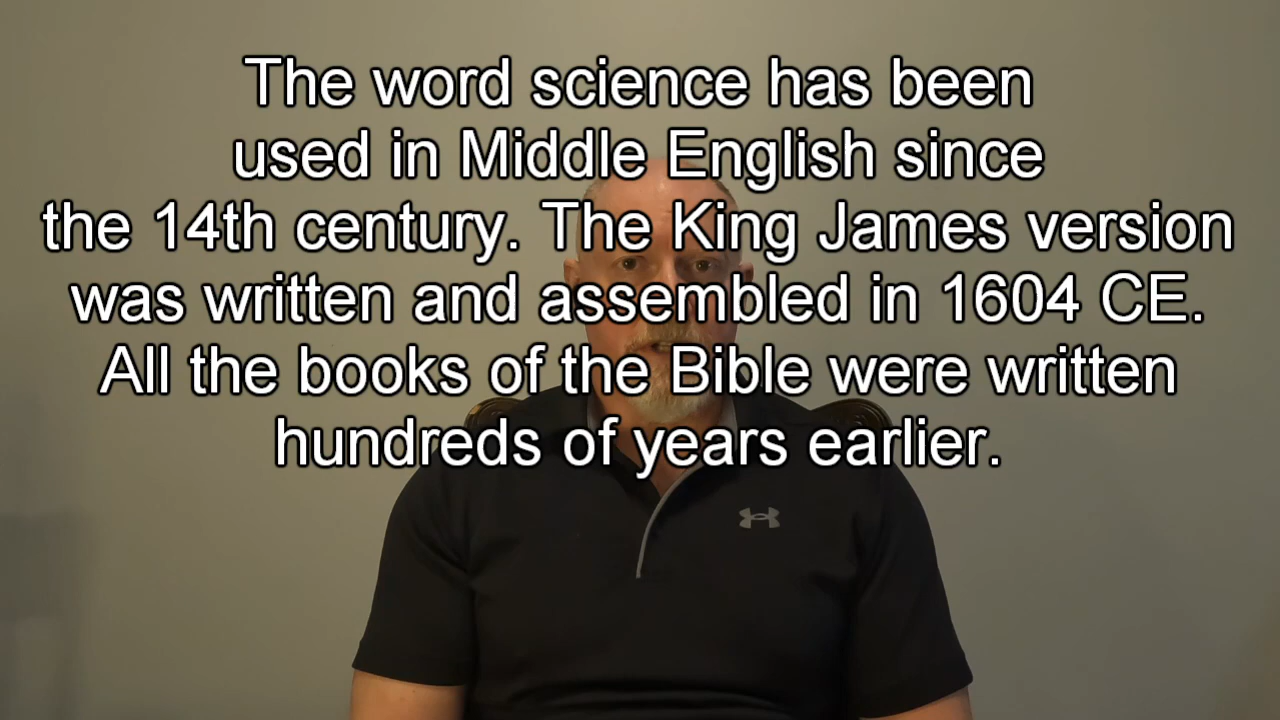 The word science has been
used in Middle English since
the 14th century. The King James version
was written and assembled in 1604 CE.
All the books of the Bible were written
hundreds of years earlier.